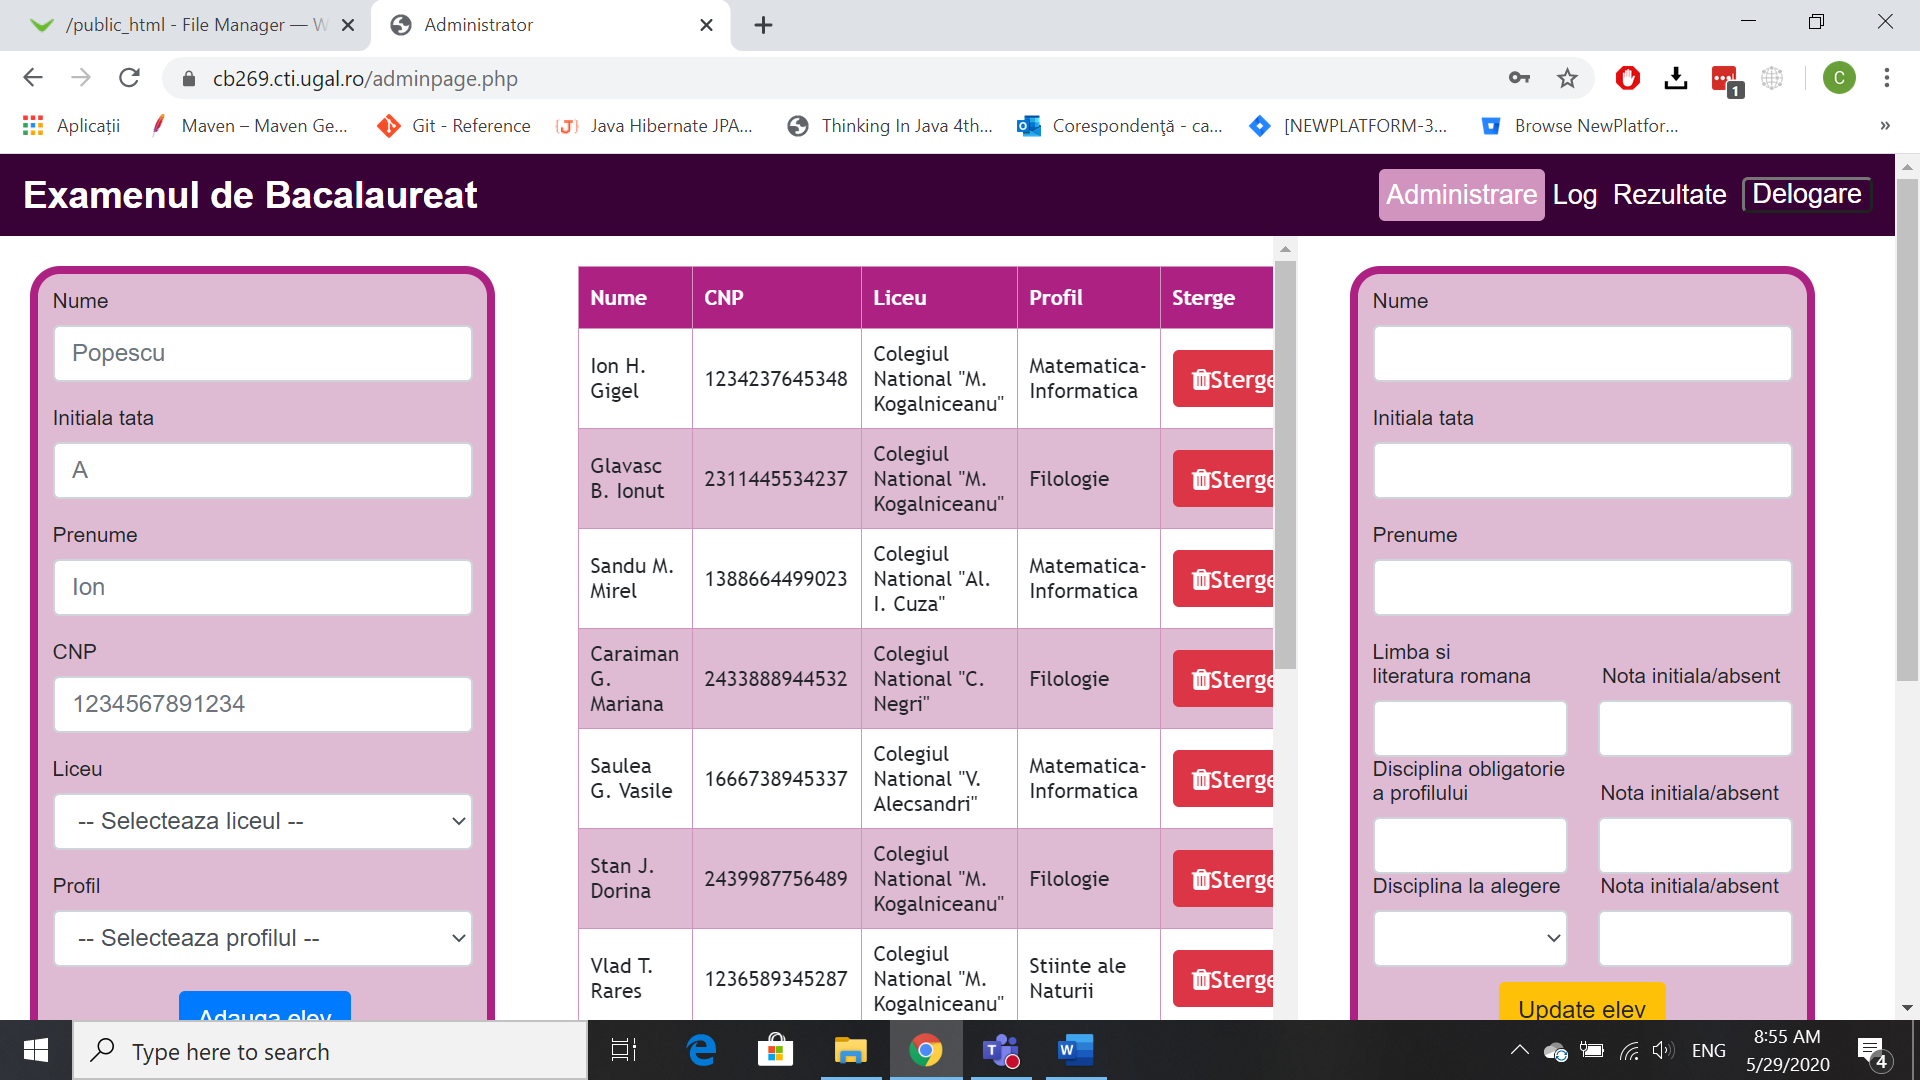 /public_html - File Manager — W
Administrator
cb269.cti.ugal.ro/adminpage.php
1
C
Aplicații
Maven – Maven Ge...
Git - Reference
Java Hibernate JPA...
Thinking In Java 4th...
Corespondență - ca...
[NEWPLATFORM-3...
Browse NewPlatfor...
»
Examenul de Bacalaureat
Administrare
Log
Rezultate
Delogare
Nume
Popescu
Initiala tata
A
Prenume
Ion
CNP
1234567891234
Liceu
-- Selecteaza liceul --
Profil
-- Selecteaza profilul --
Adauga elev
Nume CNP Liceu Profil Sterge
Ion H.
Gigel
1234237645348
Colegiul
National "M.
Kogalniceanu"
Matematica-
Informatica
Sterge
Glavasc
B. Ionut
2311445534237
Colegiul
National "M.
Kogalniceanu"
Filologie
Sterge
Sandu M.
Mirel
1388664499023
Colegiul
National "Al.
I. Cuza"
Matematica-
Informatica
Sterge
Caraiman
G.
Mariana
2433888944532
Colegiul
National "C.
Negri"
Filologie
Sterge
Saulea
G. Vasile
1666738945337
Colegiul
National "V.
Alecsandri"
Matematica-
Informatica
Sterge
Stan J.
Dorina
2439987756489
Colegiul
National "M.
Kogalniceanu"
Filologie
Sterge
Vlad T.
Rares
1236589345287
Colegiul
National "M.
Kogalniceanu"
Stiinte ale
Naturii
Sterge
Nume
Initiala tata
Prenume
Limba si
literatura romana
Nota initiala/absent
Disciplina obligatorie
a profilului
Nota initiala/absent
Disciplina la alegere
Nota initiala/absent
Update elev
Type here to search
ENG
8:55 AM
5/29/2020
4